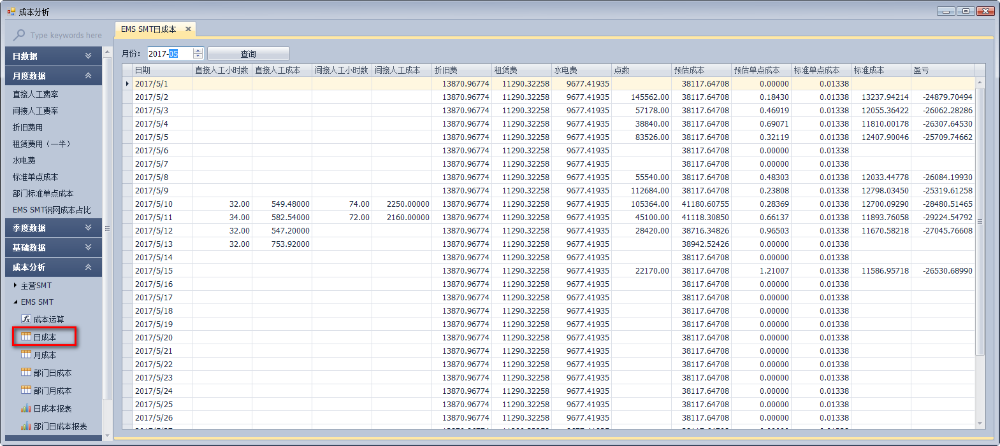 成本分析
Type keywords here
日数据
月度数据
直接人工费率
间接人工费率
折旧费用
租赁费用（一半）
水电费
标准单点成本
部门标准单点成本
EMS SMT钢网成本占比
季度数据
基础数据
成本分析
主营SMT
EMS SMT
成本运算
日成本
月成本
部门日成本
部门月成本
日成本报表
部门日成本报表
EMS SMT日成本
月份： 2017-05 查询
日期 直接人工小时数 直接人工成本 间接人工小时数 间接人工成本 折旧费 租赁费 水电费 点数 预估成本 预估单点成本 标准单点成本 标准成本 盈亏
2017/5/1 13870.96774 11290.32258 9677.41935 38117.64708 0.00000 0.01338
2017/5/2 13870.96774 11290.32258 9677.41935 145562.00 38117.64708 0.18430 0.01338 13237.94214 -24879.70494
2017/5/3 13870.96774 11290.32258 9677.41935 57178.00 38117.64708 0.46919 0.01338 12055.36422 -26062.28286
2017/5/4 13870.96774 11290.32258 9677.41935 38840.00 38117.64708 0.69071 0.01338 11810.00178 -26307.64530
2017/5/5 13870.96774 11290.32258 9677.41935 83526.00 38117.64708 0.32119 0.01338 12407.90046 -25709.74662
2017/5/6 13870.96774 11290.32258 9677.41935 38117.64708 0.00000 0.01338
2017/5/7 13870.96774 11290.32258 9677.41935 38117.64708 0.00000 0.01338
2017/5/8 13870.96774 11290.32258 9677.41935 55540.00 38117.64708 0.48303 0.01338 12033.44778 -26084.19930
2017/5/9 13870.96774 11290.32258 9677.41935 112684.00 38117.64708 0.23808 0.01338 12798.03450 -25319.61258
2017/5/10 32.00 549.48000 74.00 2250.00000 13870.96774 11290.32258 9677.41935 105364.00 41180.60755 0.28369 0.01338 12700.09290 -28480.51465
2017/5/11 34.00 582.54000 72.00 2160.00000 13870.96774 11290.32258 9677.41935 45100.00 41118.30850 0.66137 0.01338 11893.76058 -29224.54792
2017/5/12 32.00 547.20000 13870.96774 11290.32258 9677.41935 28420.00 38716.34826 0.96503 0.01338 11670.58218 -27045.76608
2017/5/13 32.00 753.92000 13870.96774 11290.32258 9677.41935 38942.52426 0.00000 0.01338
2017/5/14 13870.96774 11290.32258 9677.41935 38117.64708 0.00000 0.01338
2017/5/15 13870.96774 11290.32258 9677.41935 22170.00 38117.64708 1.21007 0.01338 11586.95718 -26530.68990
2017/5/16 13870.96774 11290.32258 9677.41935 38117.64708 0.00000 0.01338
2017/5/17 13870.96774 11290.32258 9677.41935 38117.64708 0.00000 0.01338
2017/5/18 13870.96774 11290.32258 9677.41935 38117.64708 0.00000 0.01338
2017/5/19 13870.96774 11290.32258 9677.41935 38117.64708 0.00000 0.01338
2017/5/20 13870.96774 11290.32258 9677.41935 38117.64708 0.00000 0.01338
2017/5/21 13870.96774 11290.32258 9677.41935 38117.64708 0.00000 0.01338
2017/5/22 13870.96774 11290.32258 9677.41935 38117.64708 0.00000 0.01338
2017/5/23 13870.96774 11290.32258 9677.41935 38117.64708 0.00000 0.01338
2017/5/24 13870.96774 11290.32258 9677.41935 38117.64708 0.00000 0.01338
2017/5/25 13870.96774 11290.32258 9677.41935 38117.64708 0.00000 0.01338
2017/5/26 13870.96774 11290.32258 9677.41935 38117.64708 0.00000 0.01338